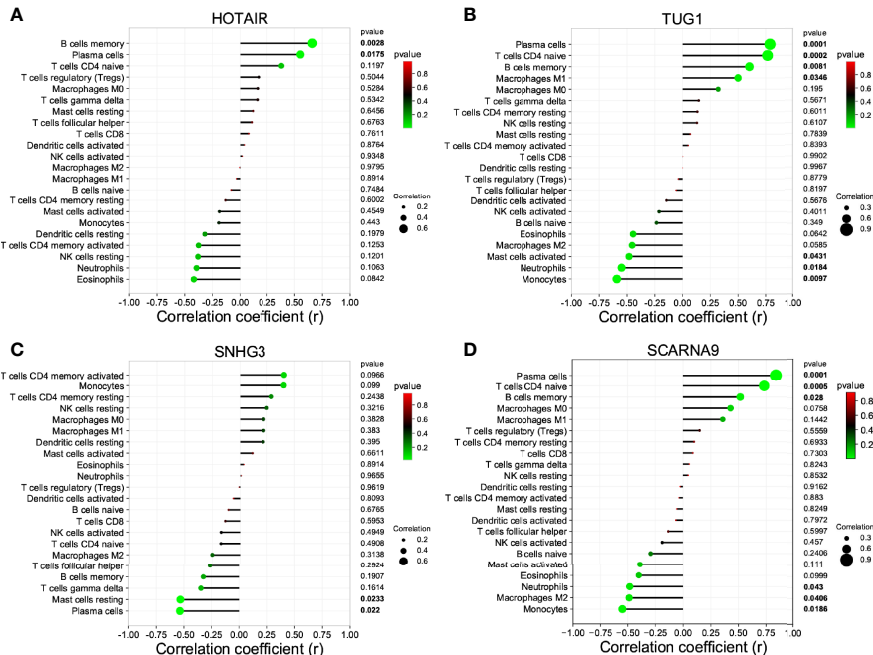 A
HOTAIR
pvalue
B cells memory 0.0028
Plasma cells 0.0175
T cells CD4 naive 0.1197
T cells regulatory (Tregs) 0.5044
Macrophages M0 0.5284
T cells gamma delta 0.5342
Mast cells resting 0.6456
T cells follicular helper 0.6763
T cells CD8 0.7611
Dendritic cells activated 0.8764
NK cells activated 0.9348
Macrophages M2 0.9795
Macrophages M1 0.8914
B cells naive 0.7484
T cells CD4 memory resting 0.6002
Mast cells activated 0.4549
Monocytes 0.443
Dendritic cells resting 0.1979
T cells CD4 memory activated 0.1253
NK cells resting 0.1201
Neutrophils 0.1063
Eosinophils 0.0842
-1.00 -0.75 -0.50 -0.25 0.00 0.25 0.50 0.75 1.00
Correlation coefficient (r)
pvalue
0.8
0.6
0.4
0.2
Correlation
0.2
0.4
0.6
B
TUG1
pvalue
Plasma cells 0.0001
T cells CD4 naive 0.0002
B cells memory 0.0081
Macrophages M1 0.0346
Macrophages M0 0.195
T cells gamma delta 0.5671
T cells CD4 memory resting 0.6011
NK cells resting 0.6107
Mast cells resting 0.7839
T cells CD4 memory activated 0.8393
T cells CD8 0.9902
Dendritic cells resting 0.9967
T cells regulatory (Tregs) 0.8779
T cells follicular helper 0.8197
Dendritic cells activated 0.5676
NK cells activated 0.4011
B cells naive 0.349
Eosinophils 0.0642
Macrophages M2 0.0585
Mast cells activated 0.0431
Neutrophils 0.0184
Monocytes 0.0097
-1.00 -0.75 -0.50 -0.25 0.00 0.25 0.50 0.75 1.00
Correlation coefficient (r)
pvalue
0.8
0.6
0.4
0.2
Correlation
0.3
0.6
0.9
C
SNHG3
pvalue
T cells CD4 memory activated 0.0966
Monocytes 0.099
T cells CD4 memory resting 0.2438
NK cells resting 0.3216
Macrophages M0 0.3828
Macrophages M1 0.383
Dendritic cells resting 0.395
Mast cells activated 0.6611
Eosinophils 0.8914
Neutrophils 0.9655
T cells regulatory (Tregs) 0.9619
Dendritic cells activated 0.8093
B cells naive 0.6765
T cells CD8 0.5953
NK cells activated 0.4949
T cells CD4 naive 0.4908
Macrophages M2 0.3138
T cells follicular helper 0.2924
B cells memory 0.1907
T cells gamma delta 0.1614
Mast cells resting 0.0233
Plasma cells 0.022
-1.00 -0.75 -0.50 -0.25 0.00 0.25 0.50 0.75 1.00
Correlation coefficient (r)
pvalue
0.8
0.6
0.4
0.2
Correlation
0.2
0.4
0.6
D
SCARNA9
pvalue
Plasma cells 0.0001
T cells CD4 naive 0.0005
B cells memory 0.028
Macrophages M0 0.0758
Macrophages M1 0.1442
T cells regulatory (Tregs) 0.5559
T cells CD4 memory resting 0.6933
T cells CD8 0.7303
T cells gamma delta 0.8243
NK cells resting 0.8532
Dendritic cells resting 0.9162
T cells CD4 memory activated 0.883
Mast cells resting 0.8249
Dendritic cells activated 0.7972
T cells follicular helper 0.5997
NK cells activated 0.457
B cells naive 0.2406
Mast cells activated 0.111
Eosinophils 0.0999
Neutrophils 0.043
Macrophages M2 0.0406
Monocytes 0.0186
-1.00 -0.75 -0.50 -0.25 0.00 0.25 0.50 0.75 1.00
Correlation coefficient (r)
pvalue
0.8
0.6
0.4
0.2
Correlation
0.3
0.6
0.9